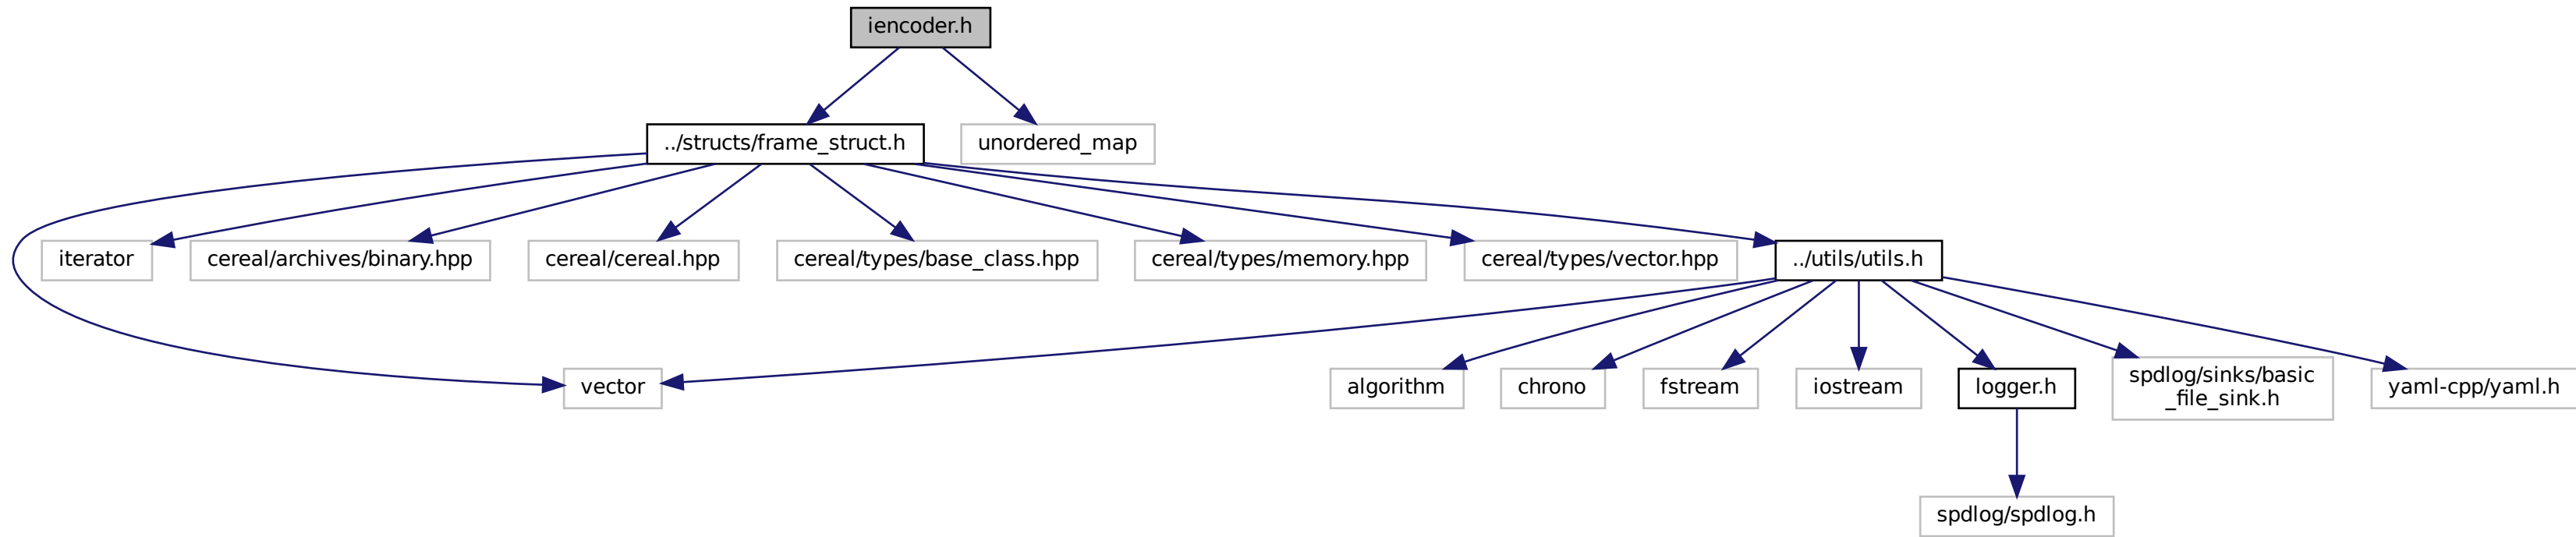 iencoder.h
../structs/frame_struct.h
unordered_map
iterator
cereal/archives/binary.hpp
cereal/cereal.hpp
cereal/types/base_class.hpp
cereal/types/memory.hpp
cereal/types/vector.hpp
../utils/utils.h
vector
algorithm
chrono
fstream
iostream
logger.h
spdlog/sinks/basic
_file_sink.h
yaml-cpp/yaml.h
spdlog/spdlog.h